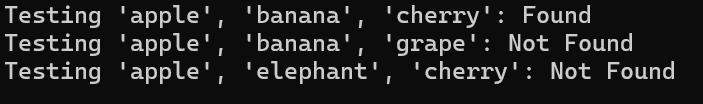 Testing 'apple', 'banana', 'cherry': Found
Testing 'apple', 'banana', 'grape': Not Found
Testing 'apple', 'elephant', 'cherry': Not Found